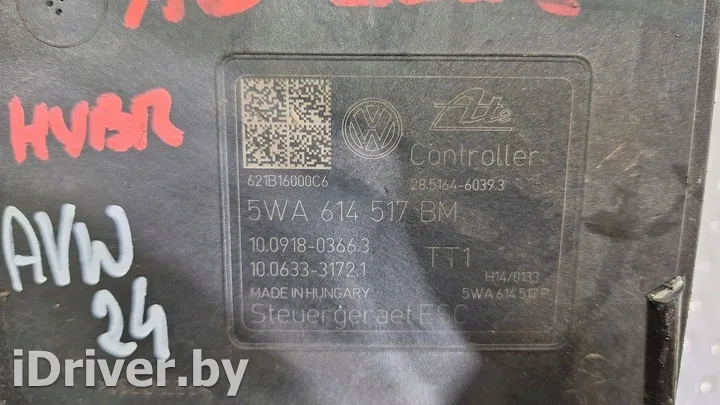 HVBR
Ate
Controller
621B16000C6
28.5164-6039.3
5WA 614 517 BM
10.0918-0366.3
TT1
10.0633-3172.1
H14/0133
MADE IN HUNGARY
5WA 614 517 F
Steuergeraet ESC
AVW
24
iDriver.by